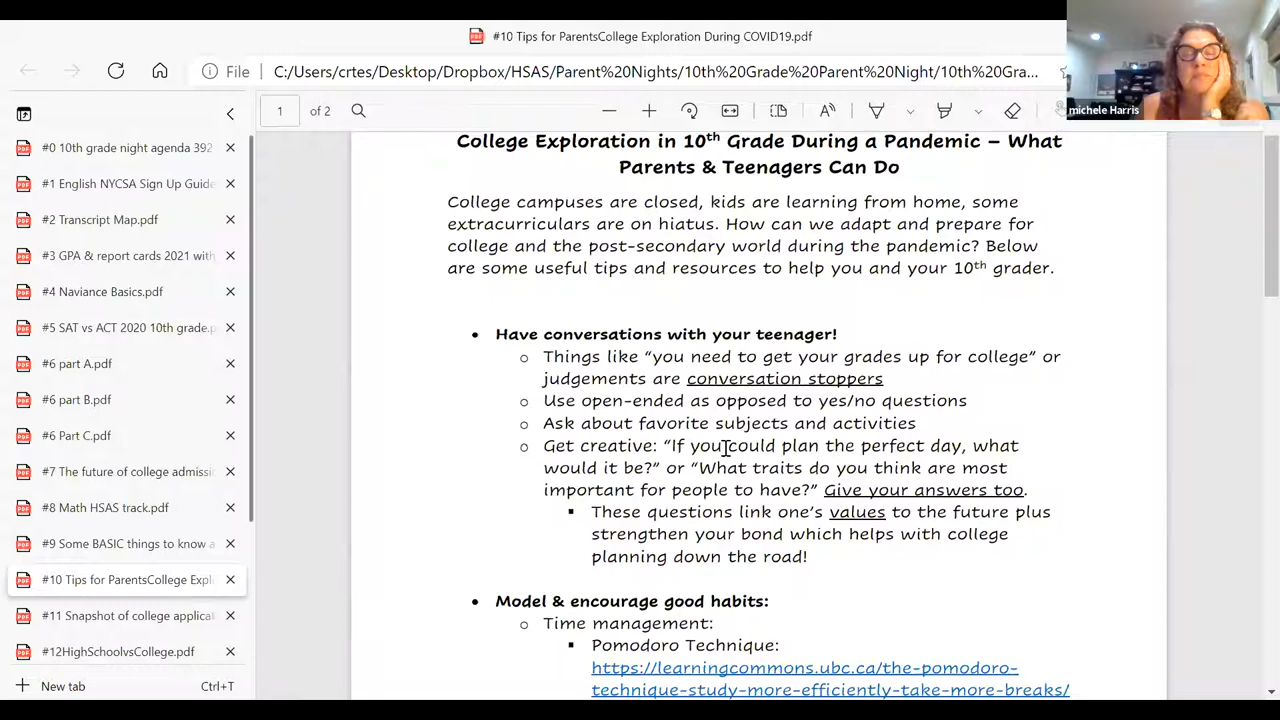 #10 Tips for ParentsCollege Exploration During COVID19.pdf
File
C:/Users/crtes/Desktop/Dropbox/HSAS/Parent%20Nights/10th%20Grade%20Parent%20Night/10th%20Gra...
michele Harris
1 of 2
#0 10th grade night agenda 392
#1 English NYCSA Sign Up Guide
#2 Transcript Map.pdf
#3 GPA & report cards 2021 with
#4 Naviance Basics.pdf
#5 SAT vs ACT 2020 10th grade.p
#6 part A.pdf
#6 part B.pdf
#6 Part C.pdf
#7 The future of college admissi
#8 Math HSAS track.pdf
#9 Some BASIC things to know a
#10 Tips for ParentsCollege Expl
#11 Snapshot of college applica
#12HighSchoolvsCollege.pdf
New tab Ctrl+T
College Exploration in 10th Grade During a Pandemic – What
Parents & Teenagers Can Do
College campuses are closed, kids are learning from home, some
extracurriculars are on hiatus. How can we adapt and prepare for
college and the post-secondary world during the pandemic? Below
are some useful tips and resources to help you and your 10th grader.
• Have conversations with your teenager!
o Things like “you need to get your grades up for college” or
judgements are conversation stoppers
o Use open-ended as opposed to yes/no questions
o Ask about favorite subjects and activities
o Get creative: “If you could plan the perfect day, what
would it be?” or “What traits do you think are most
important for people to have?” Give your answers too.
▪ These questions link one’s values to the future plus
strengthen your bond which helps with college
planning down the road!
• Model & encourage good habits:
o Time management:
▪ Pomodoro Technique:
https://learningcommons.ubc.ca/the-pomodoro-
technique-study-more-efficiently-take-more-breaks/